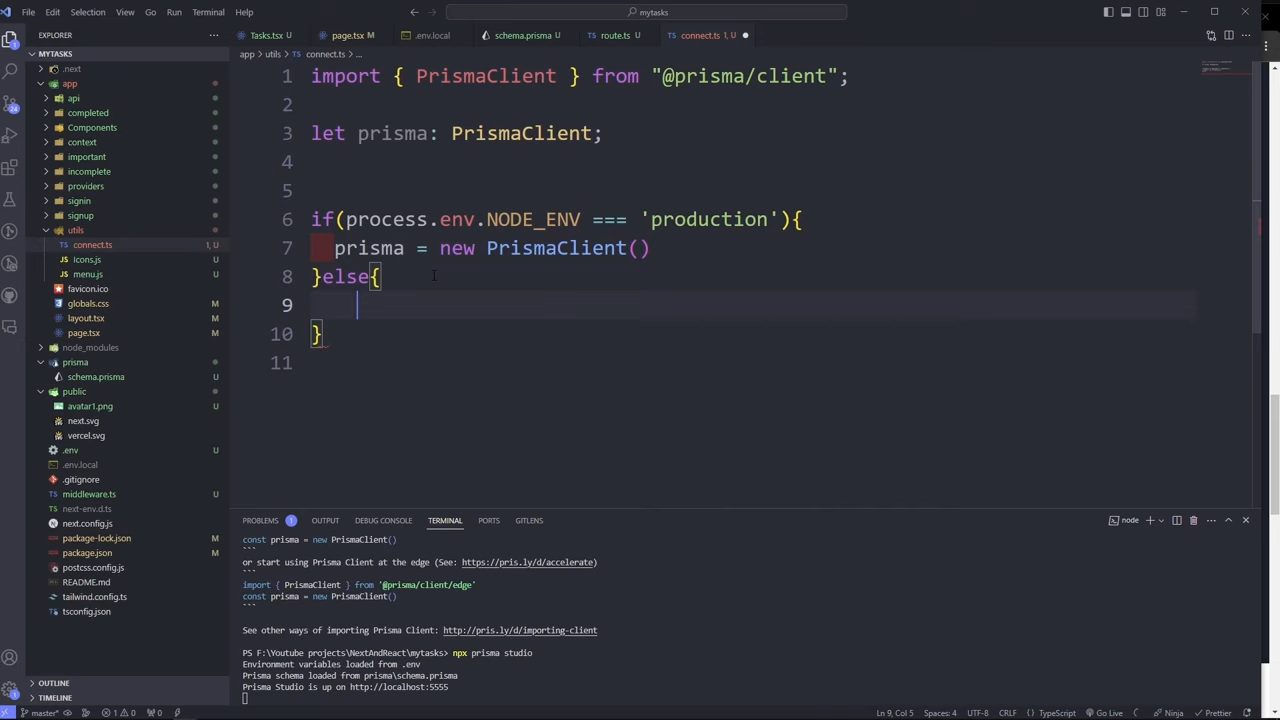 File Edit Selection View Go Run Terminal Help
mytasks
EXPLORER
Tasks.tsx U
page.tsx M
.env.local
schema.prisma U
route.ts U
connect.ts 1, U
MYTASKS
app > utils > connect.ts > ...
.next
app
api
completed
Components
context
important
incomplete
providers
signin
signup
utils
connect.ts 1, U
Icons.js U
menu.js U
favicon.ico
globals.css M
layout.tsx M
page.tsx M
node_modules
prisma
schema.prisma U
public
avatar1.png U
next.svg
vercel.svg
.env U
.env.local
.gitignore
middleware.ts U
next-env.d.ts
next.config.js
package-lock.json M
package.json M
postcss.config.js
README.md
tailwind.config.ts
tsconfig.json
OUTLINE
TIMELINE
1 import { PrismaClient } from "@prisma/client";
2
3 let prisma: PrismaClient;
4
5
6 if(process.env.NODE_ENV === 'production'){
7 prisma = new PrismaClient()
8 }else{
9
10 }
11
PROBLEMS 1 OUTPUT DEBUG CONSOLE TERMINAL PORTS GITLENS
node
const prisma = new PrismaClient()
```
or start using Prisma Client at the edge (See: https://pris.ly/d/accelerate)
```
import { PrismaClient } from '@prisma/client/edge'
const prisma = new PrismaClient()
```
See other ways of importing Prisma Client: http://pris.ly/d/importing-client
PS F:\Youtube projects\NextAndReact\mytasks> npx prisma studio
Environment variables loaded from .env
Prisma schema loaded from prisma\schema.prisma
Prisma Studio is up on http://localhost:5555
master* 1 0 0 Ln 9, Col 5 Spaces: 4 UTF-8 CRLF TypeScript Go Live Ninja Prettier